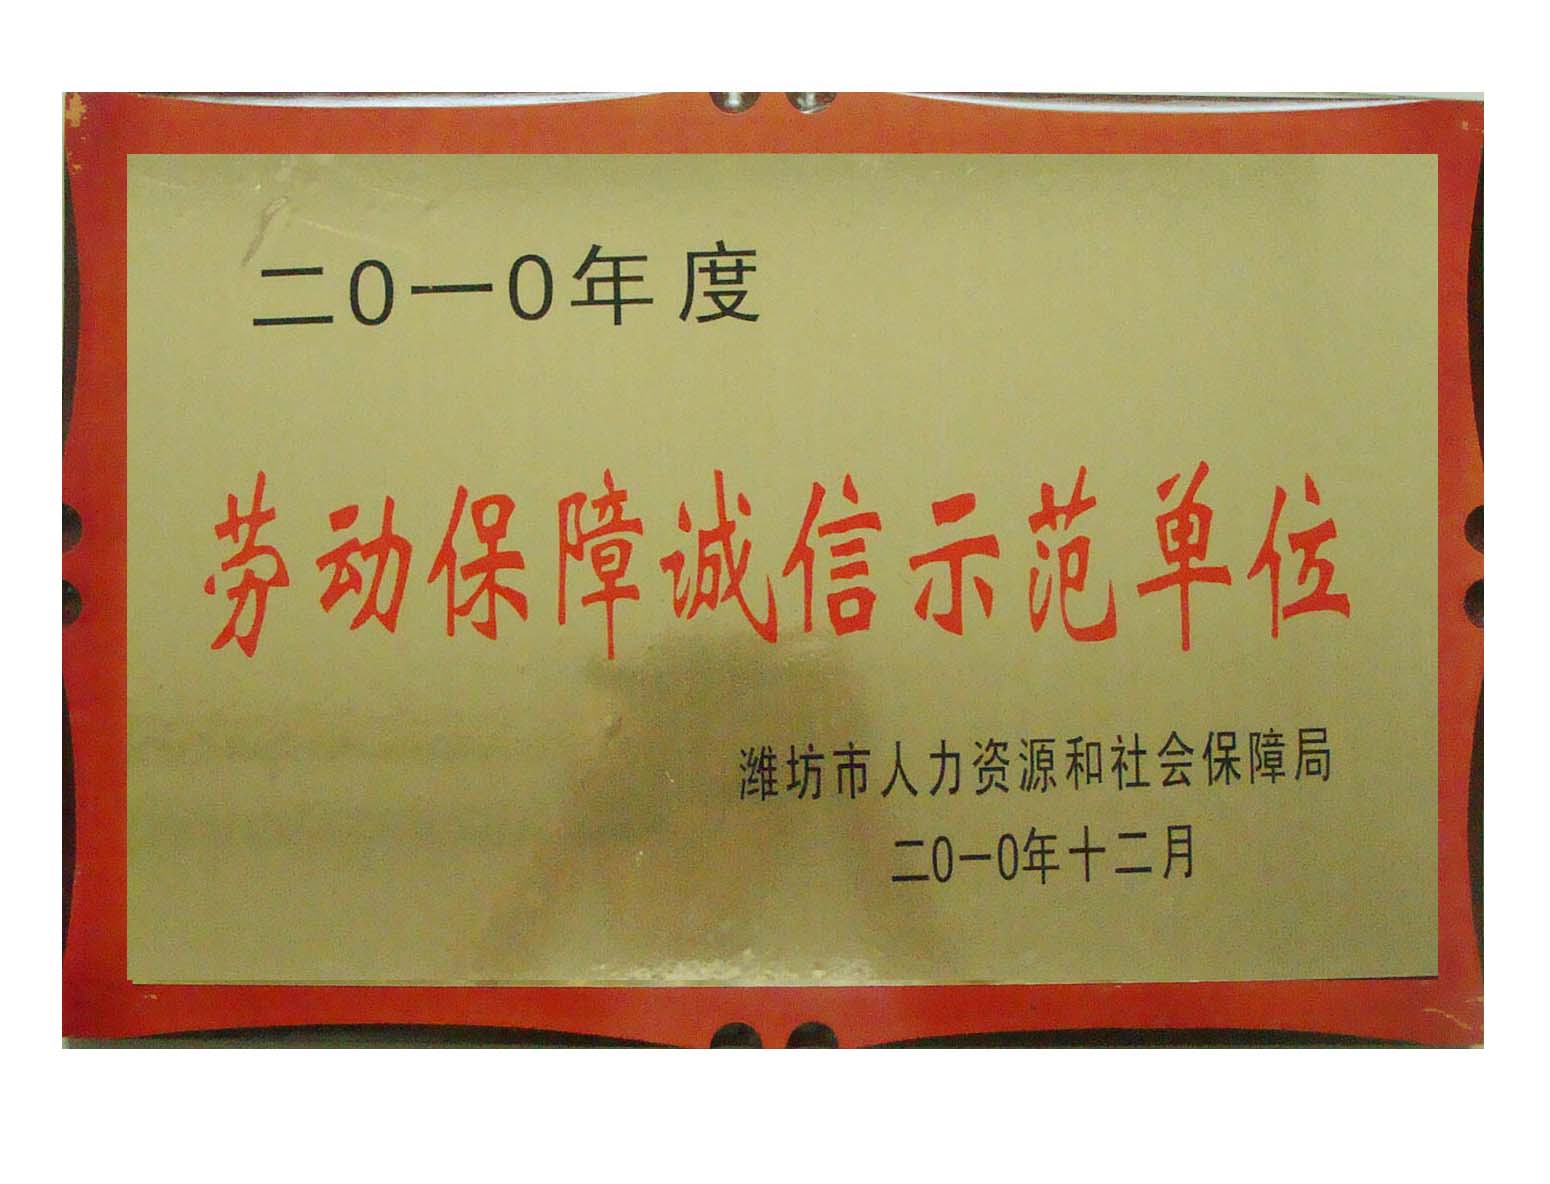 二0一0年度
劳动保障诚信示范单位
潍坊市人力资源和社会保障局
二0一0年十二月